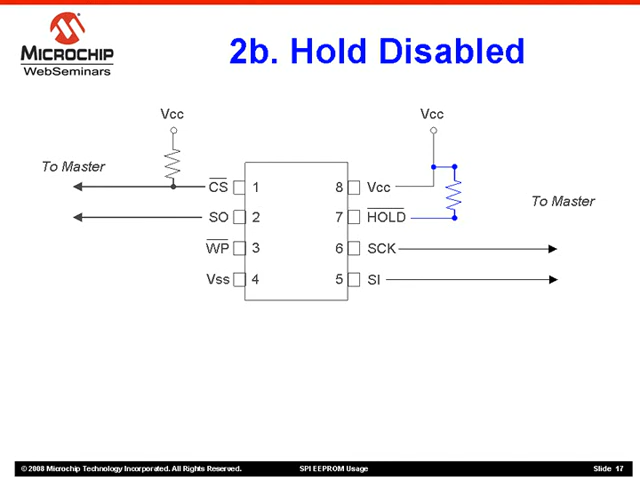 MICROCHIP
WebSeminars
2b. Hold Disabled
Vcc
Vcc
To Master
To Master
CS 1
SO 2
WP 3
Vss 4
8 Vcc
7 HOLD
6 SCK
5 SI
© 2008 Microchip Technology Incorporated. All Rights Reserved. SPI EEPROM Usage Slide 17